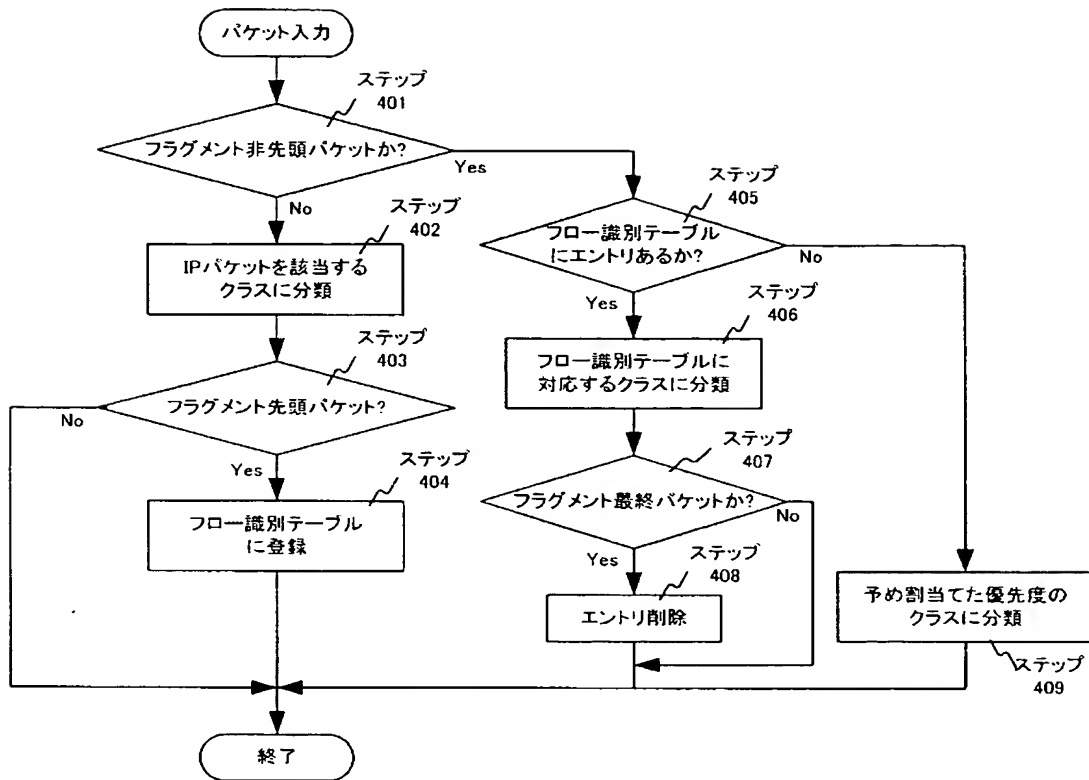 パケット入力
ステップ
401
フラグメント非先頭パケットか?
Yes
No
ステップ
402
IPパケットを該当する
クラスに分類
ステップ
403
フラグメント先頭パケット?
No
Yes
ステップ
404
フロー識別テーブル
に登録
ステップ
405
フロー識別テーブル
にエントリあるか?
No
Yes
ステップ
406
フロー識別テーブルに
対応するクラスに分類
ステップ
407
フラグメント最終パケットか?
No
Yes
ステップ
408
エントリ削除
予め割当てた優先度の
クラスに分類
ステップ
409
終了